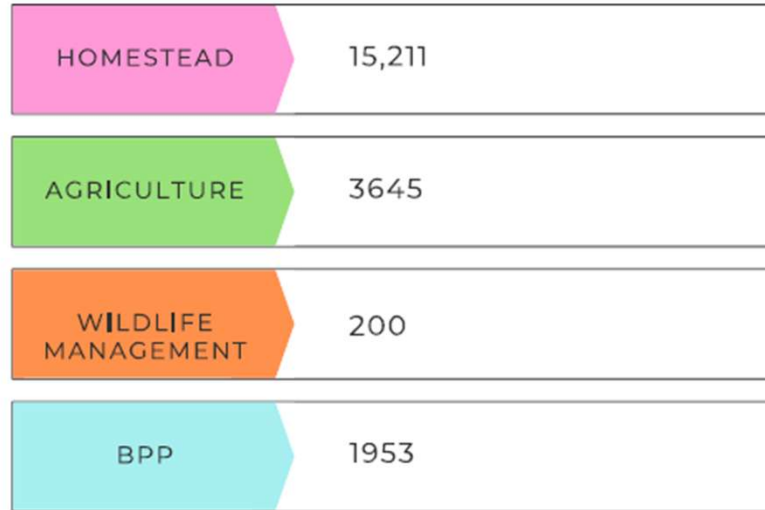 HOMESTEAD
15,211
AGRICULTURE
3645
WILDLIFE
MANAGEMENT
200
BPP
1953